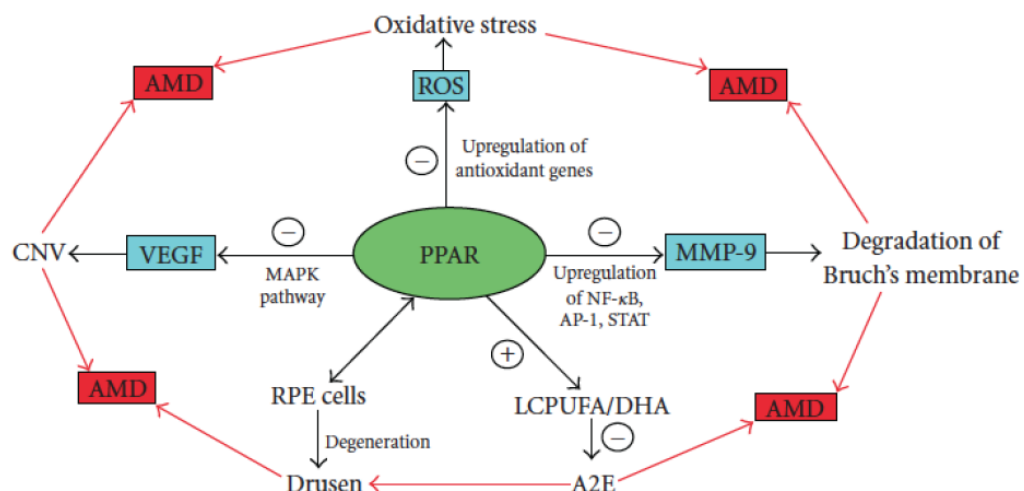 Oxidative stress
AMD
ROS
AMD
−
Upregulation of
antioxidant genes
CNV
VEGF
−
MAPK
pathway
PPAR
−
Upregulation
of NF-κB,
AP-1, STAT
MMP-9
Degradation of
Bruch’s membrane
+
AMD
RPE cells
LCPUFA/DHA
AMD
Degeneration
−
Drusen
A2E